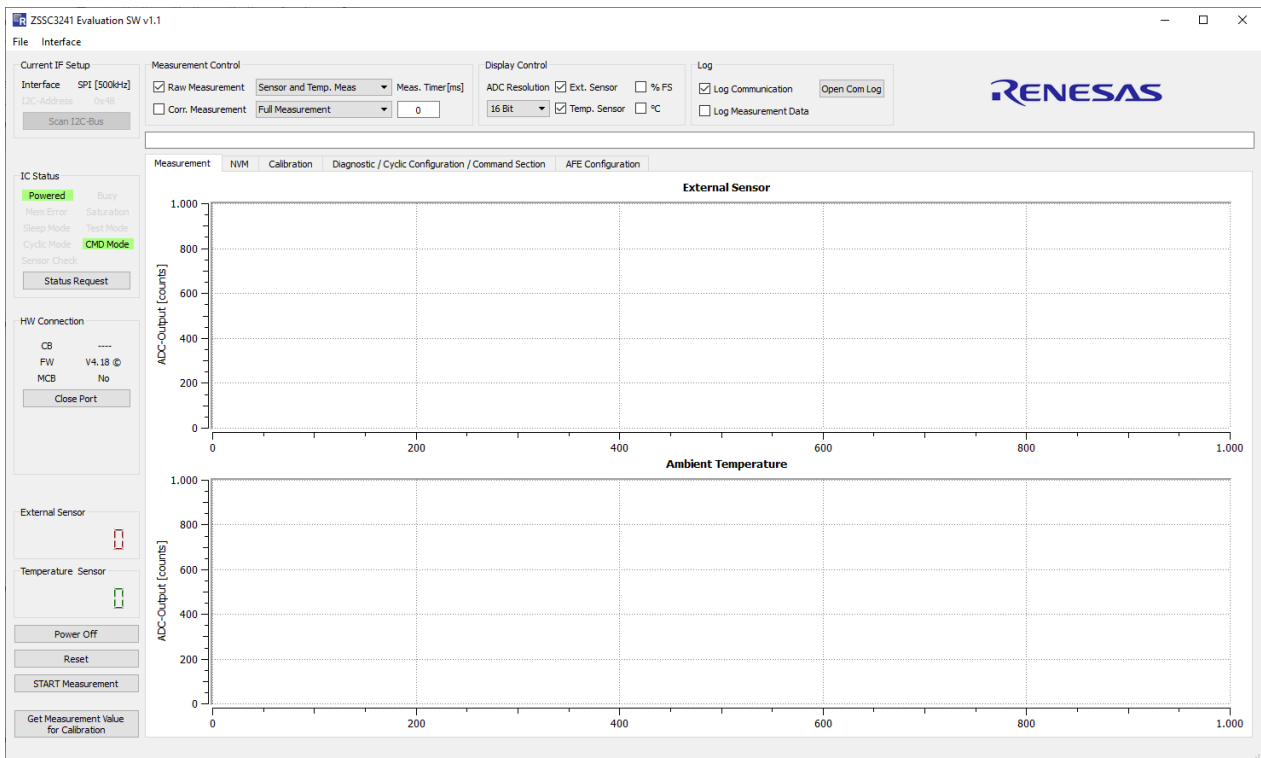 ZSSC3241 Evaluation SW v1.1
File Interface
Current IF Setup
Interface SPI [500kHz]
I2C-Address 0x48
Scan I2C-Bus
Measurement Control
Raw Measurement Sensor and Temp. Meas Meas. Timer[ms]
Corr. Measurement Full Measurement 0
Display Control
ADC Resolution Ext. Sensor % FS
16 Bit Temp. Sensor °C
Log
Log Communication Open Com Log
Log Measurement Data
RENESAS
Measurement NVM Calibration Diagnostic / Cyclic Configuration / Command Section AFE Configuration
IC Status
Powered Busy
Mem Error Saturation
Sleep Mode Test Mode
Cyclic Mode CMD Mode
Sensor Check
Status Request
HW Connection
CB ----
FW V4.18 ©
MCB No
Close Port
External Sensor
0
Temperature Sensor
0
Power Off
Reset
START Measurement
Get Measurement Value
for Calibration
External Sensor
ADC-Output [counts]
1.000
800
600
400
200
0
0 200 400 600 800 1.000
Ambient Temperature
ADC-Output [counts]
1.000
800
600
400
200
0
0 200 400 600 800 1.000